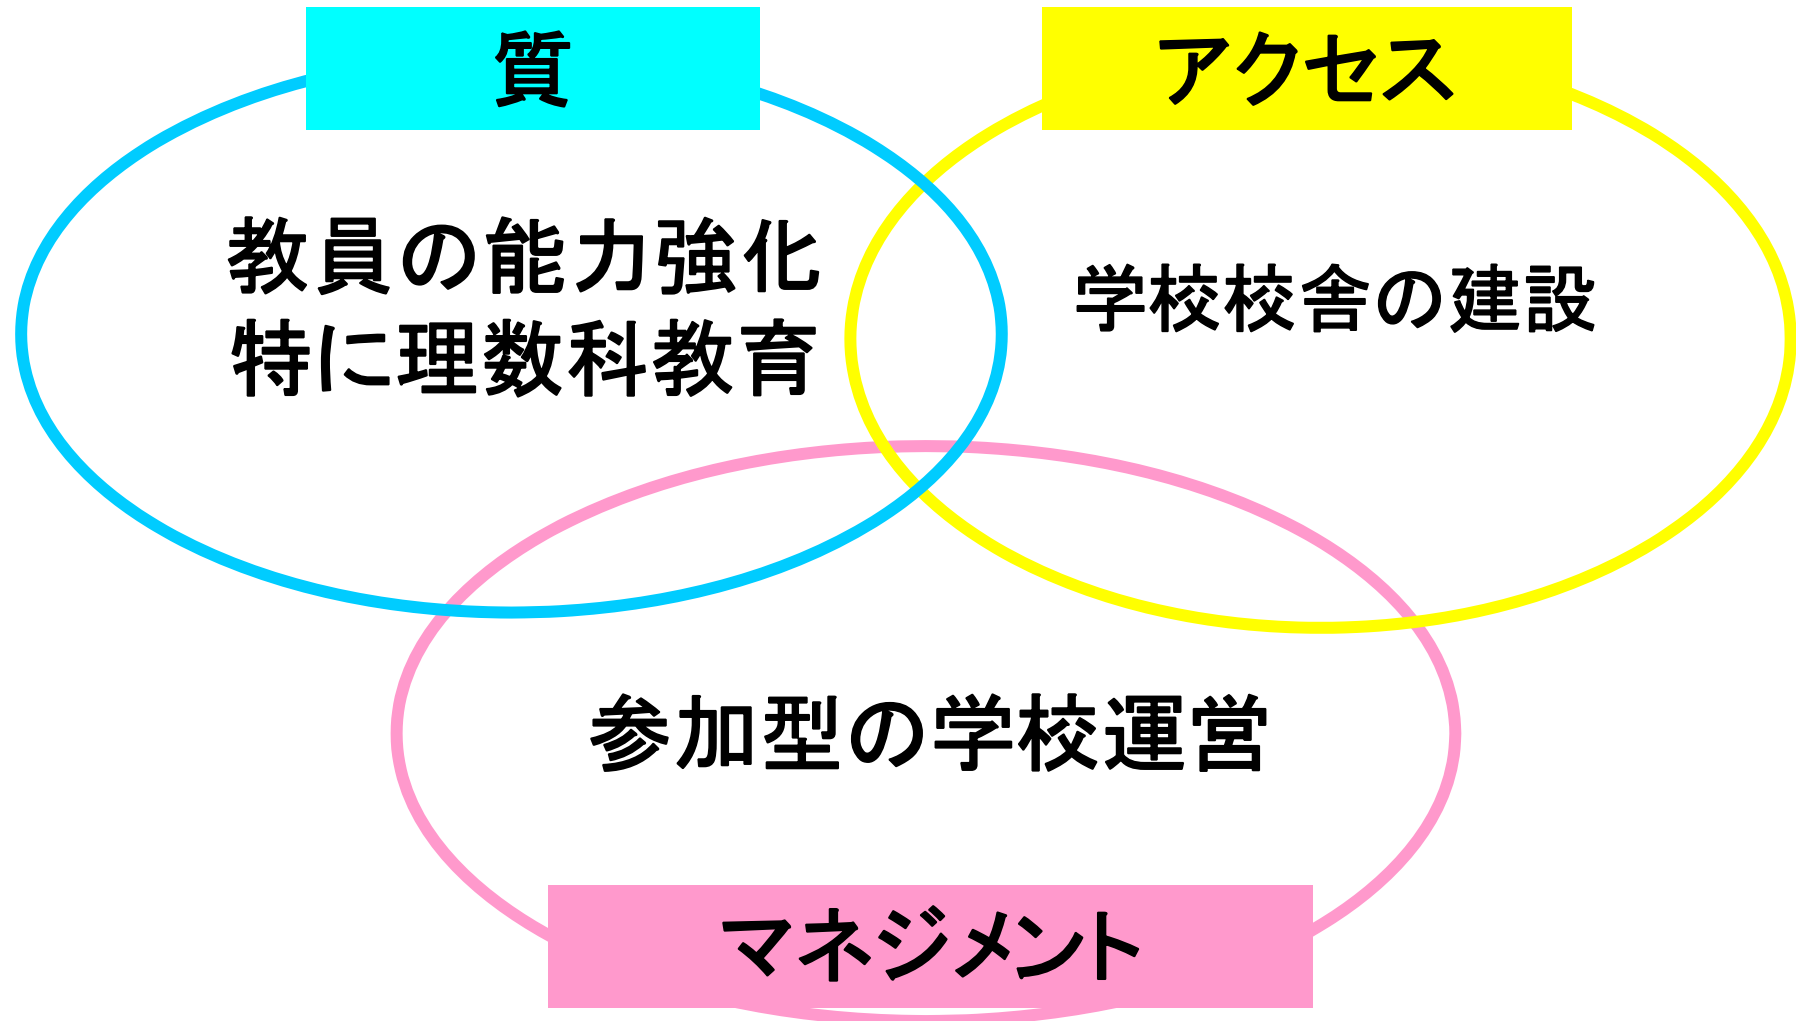 質
アクセス
教員の能力強化
特に理数科教育
学校校舎の建設
参加型の学校運営
マネジメント